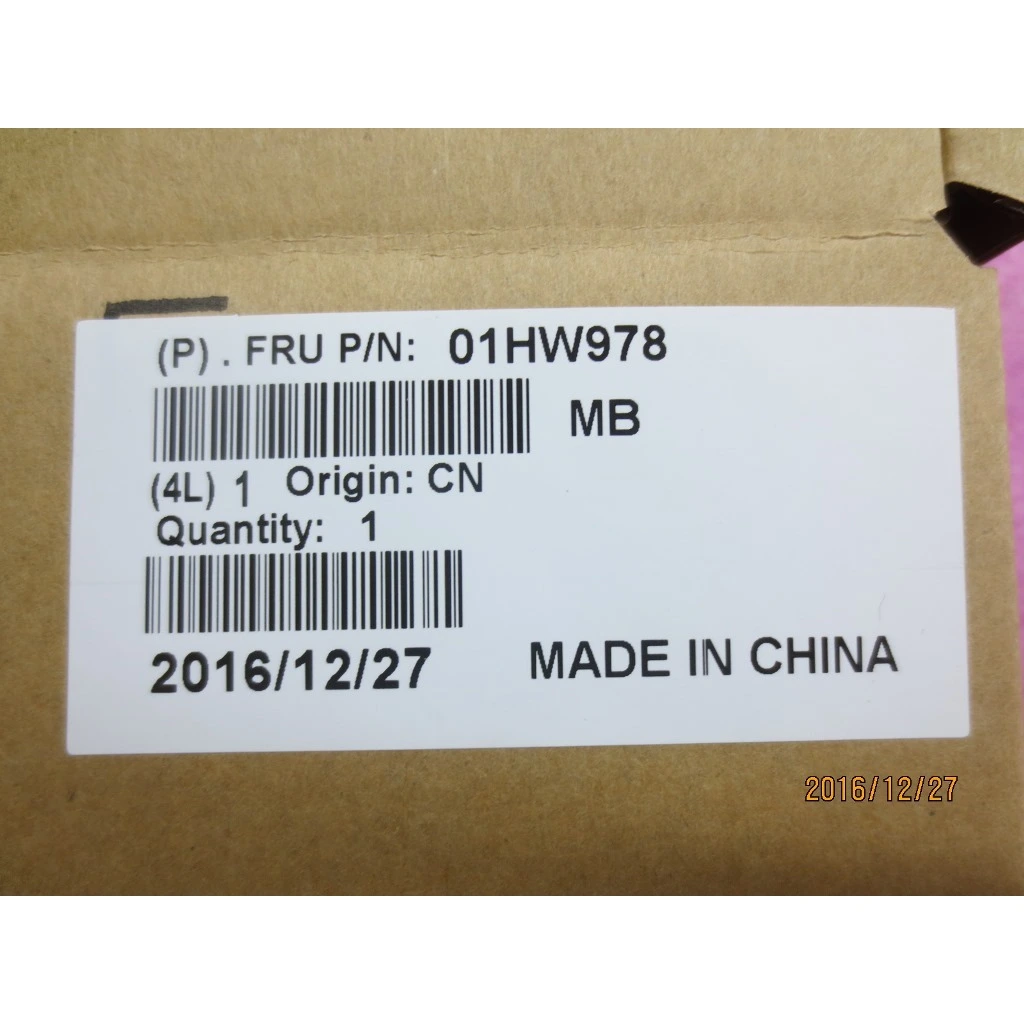 (P) . FRU P/N: 01HW978
MB
(4L) 1 Origin: CN
Quantity: 1
2016/12/27
MADE IN CHINA
2016/12/27